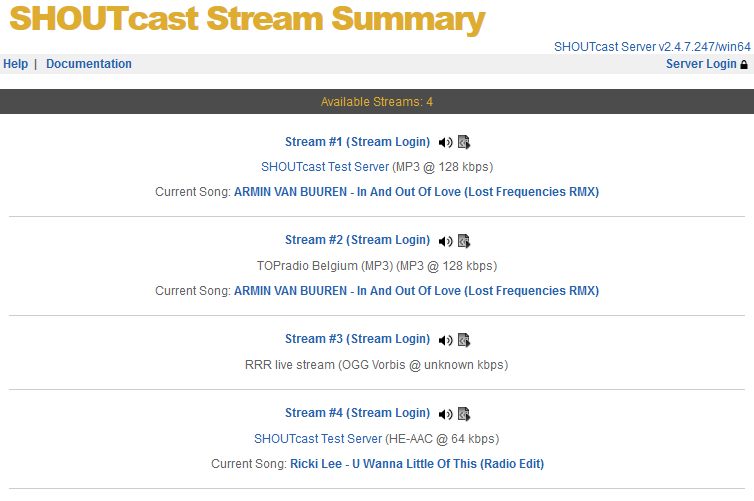 SHOUTcast Stream Summary
SHOUTcast Server v2.4.7.247/win64
Help | Documentation Server Login
Available Streams: 4
Stream #1 (Stream Login)
SHOUTcast Test Server (MP3 @ 128 kbps)
Current Song: ARMIN VAN BUUREN - In And Out Of Love (Lost Frequencies RMX)
Stream #2 (Stream Login)
TOPradio Belgium (MP3) (MP3 @ 128 kbps)
Current Song: ARMIN VAN BUUREN - In And Out Of Love (Lost Frequencies RMX)
Stream #3 (Stream Login)
RRR live stream (OGG Vorbis @ unknown kbps)
Stream #4 (Stream Login)
SHOUTcast Test Server (HE-AAC @ 64 kbps)
Current Song: Ricki Lee - U Wanna Little Of This (Radio Edit)